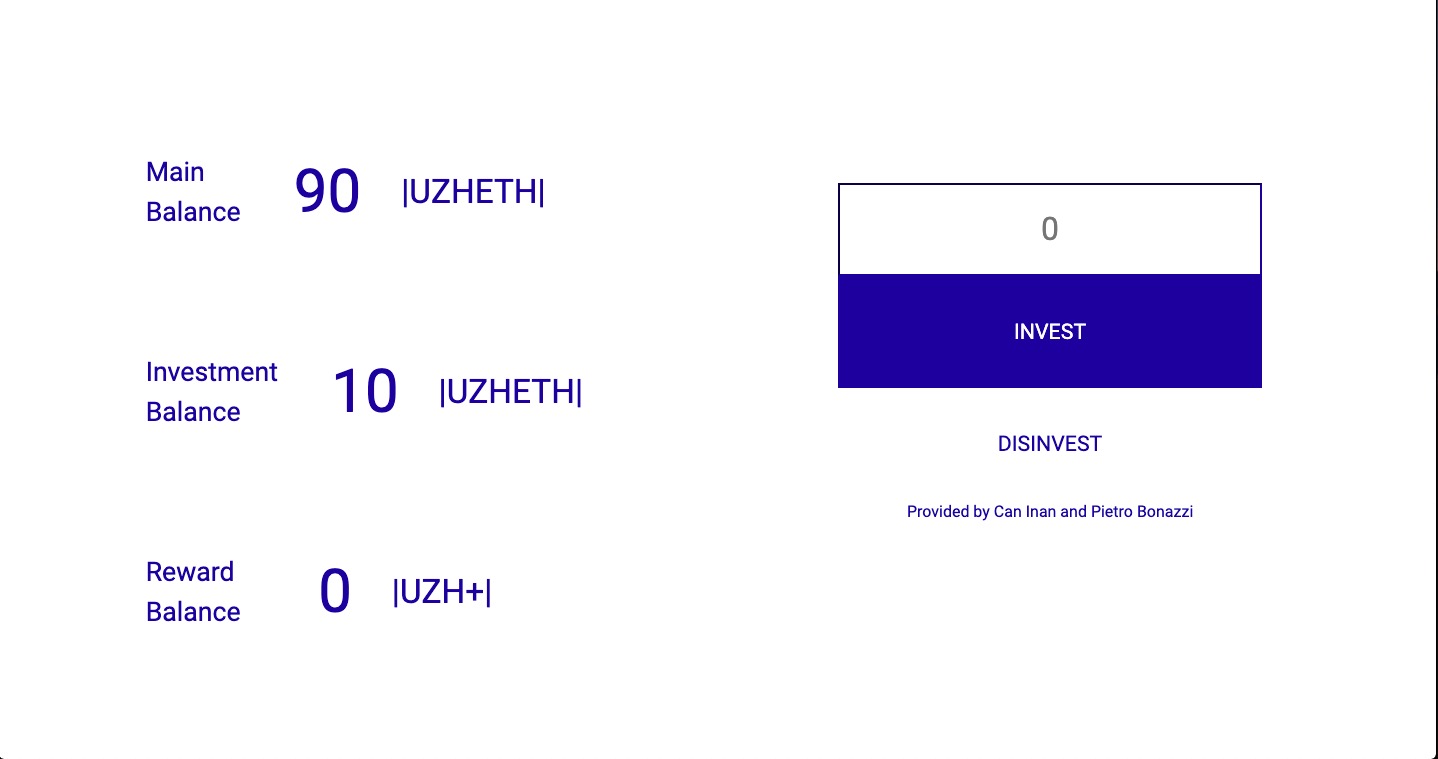 Main
Balance
90
|UZHETH|
Investment
Balance
10
|UZHETH|
Reward
Balance
0
|UZH+|
0
INVEST
DISINVEST
Provided by Can Inan and Pietro Bonazzi